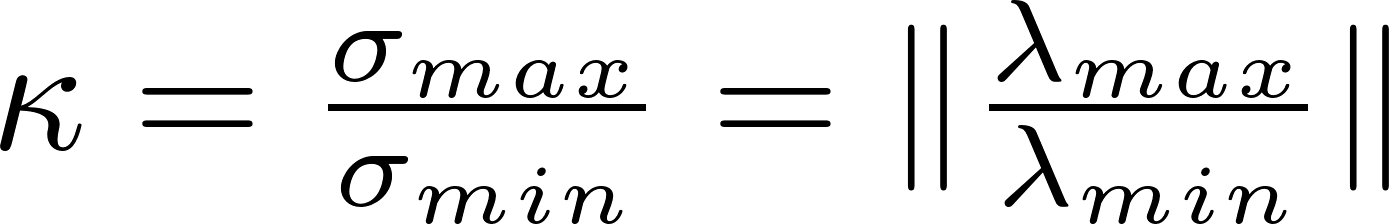 κ = σ_max / σ_min = ‖ λ_max / λ_min ‖